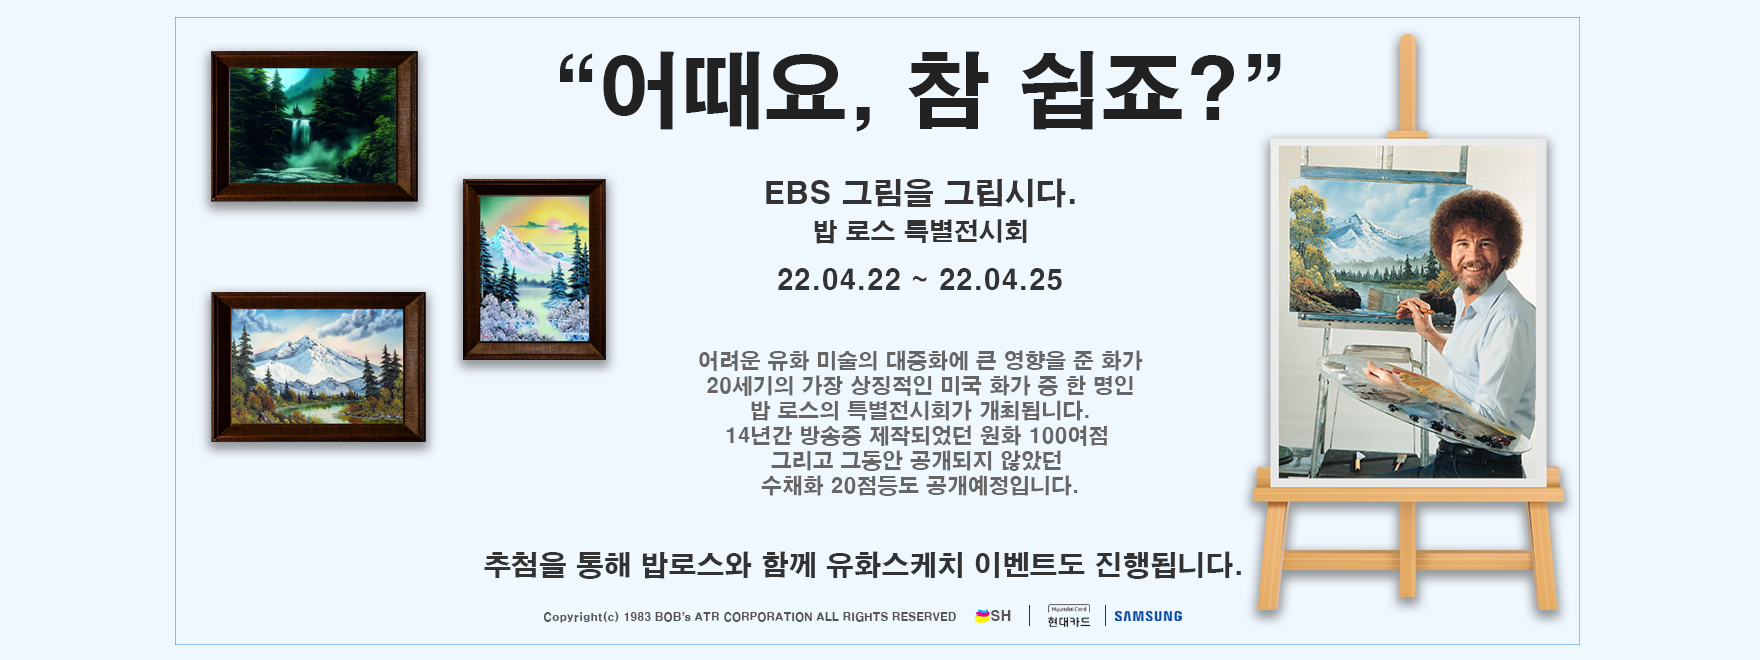 “어때요, 참 쉽죠?”
EBS 그림을 그립시다.
밥 로스 특별전시회
22.04.22 ~ 22.04.25
어려운 유화 미술의 대중화에 큰 영향을 준 화가
20세기의 가장 상징적인 미국 화가 중 한 명인
밥 로스의 특별전시회가 개최됩니다.
14년간 방송중 제작되었던 원화 100여점
그리고 그동안 공개되지 않았던
수채화 20점등도 공개예정입니다.
추첨을 통해 밥로스와 함께 유화스케치 이벤트도 진행됩니다.
Copyright(c) 1983 BOB's ATR CORPORATION ALL RIGHTS RESERVED
SH
Hyundai Card
현대카드
SAMSUNG